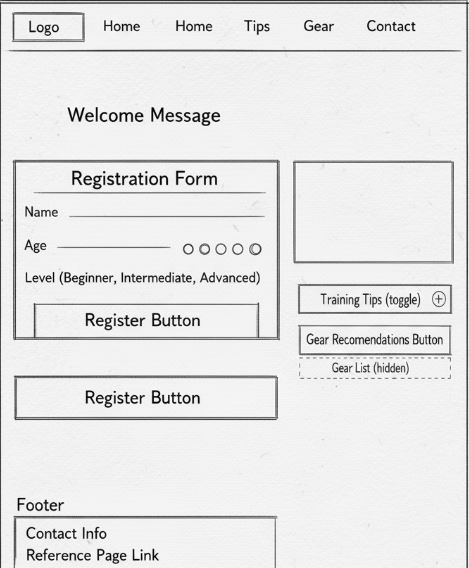 Logo Home Home Tips Gear Contact
Welcome Message
Registration Form
Name
Age
Level (Beginner, Intermediate, Advanced)
Register Button
Training Tips (toggle)
Gear Recomendations Button
Gear List (hidden)
Register Button
Footer
Contact Info
Reference Page Link